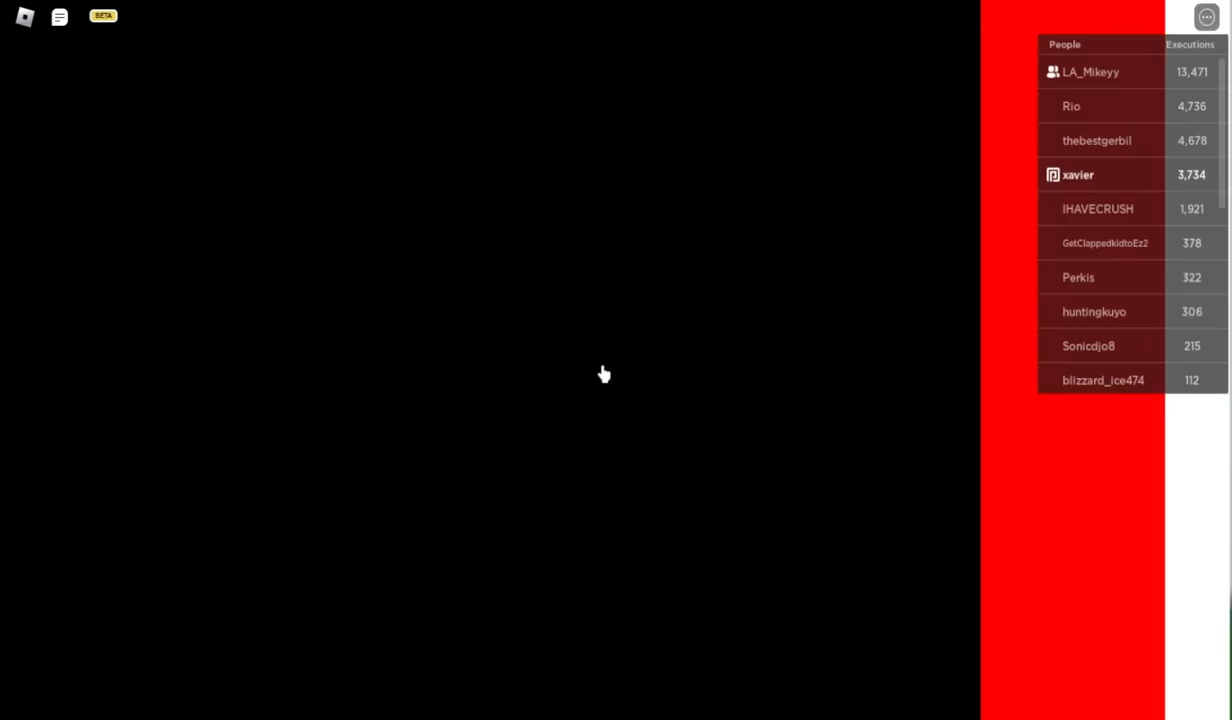 BETA
People Executions
LA_Mikeyy 13,471
Rio 4,736
thebestgerbil 4,678
xavier 3,734
IHAVECRUSH 1,921
GetClappedkidtoEz2 378
Perkis 322
huntingkuyo 306
Sonicdjo8 215
blizzard_ice474 112